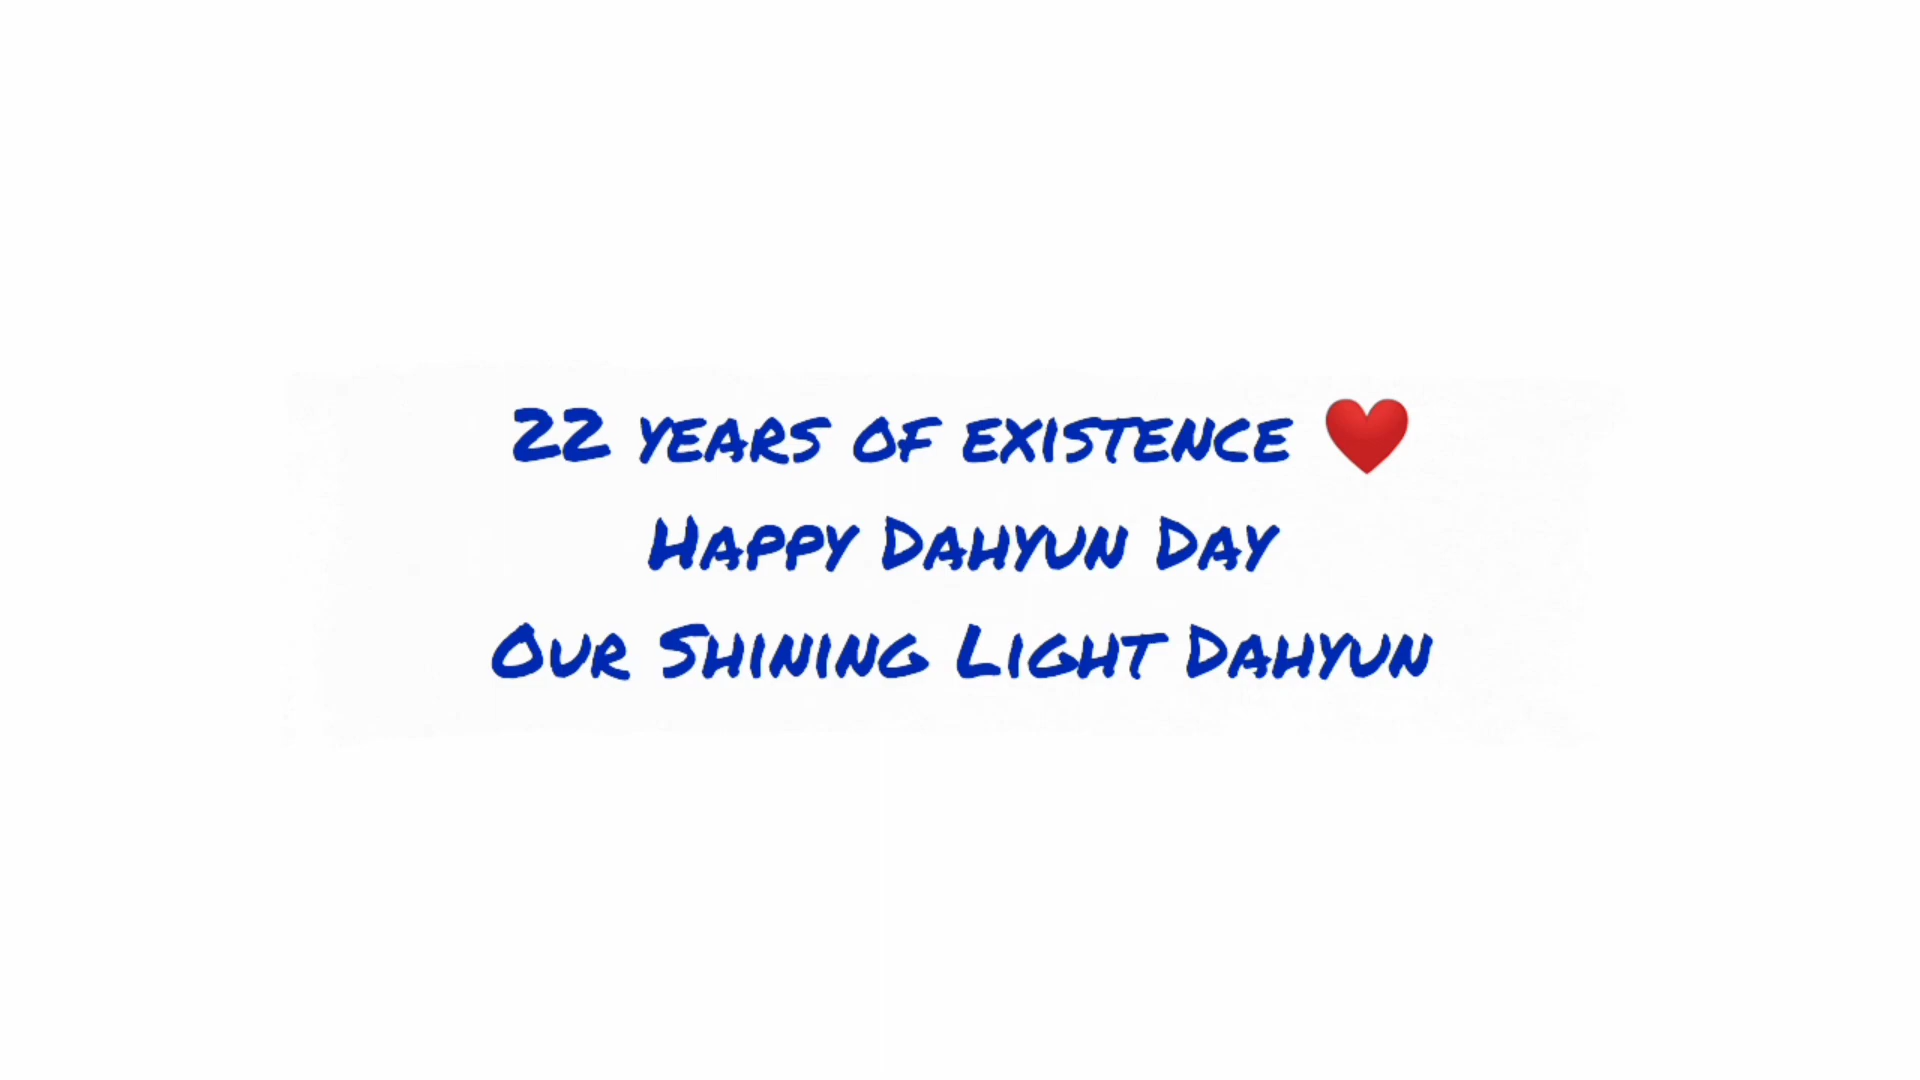 22 years of existence ❤️
Happy Dahyun Day
Our Shining Light Dahyun